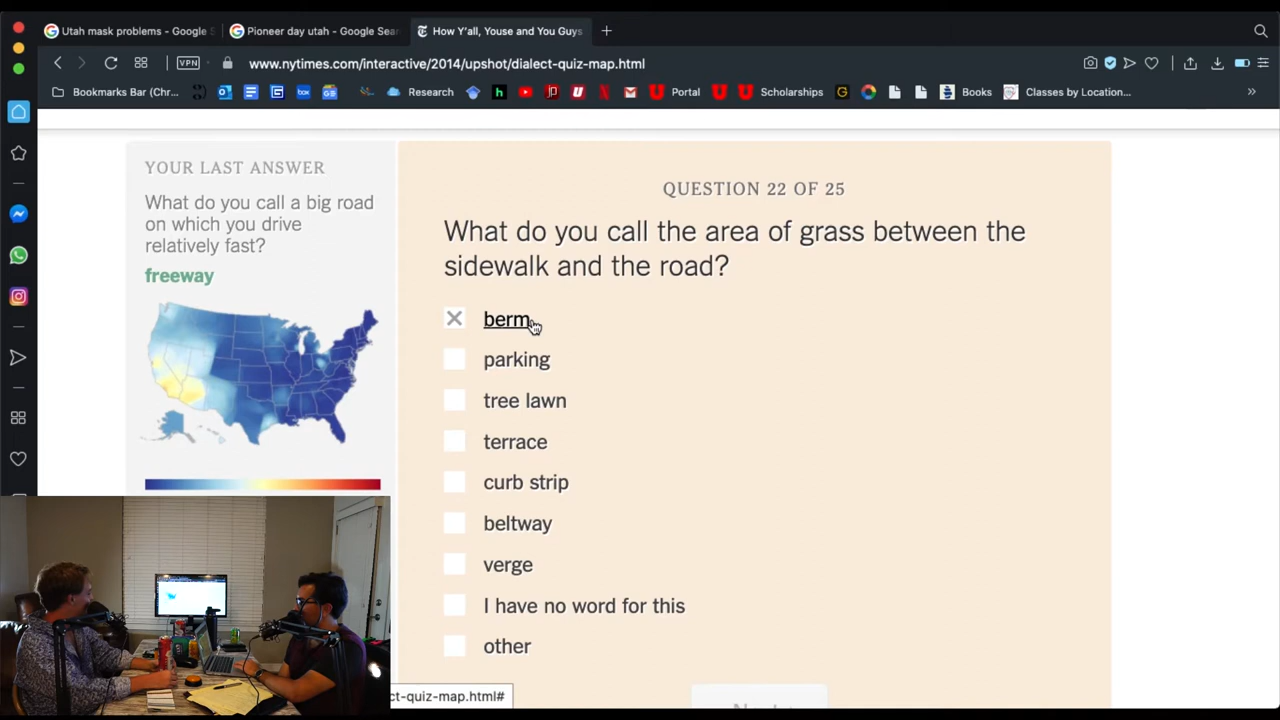 Utah mask problems - Google S
Pioneer day utah - Google Sea
How Y'all, Youse and You Guys
VPN
www.nytimes.com/interactive/2014/upshot/dialect-quiz-map.html
Bookmarks Bar (Chr...
Research
Portal
Scholarships
Books
Classes by Location...
YOUR LAST ANSWER
What do you call a big road
on which you drive
relatively fast?
freeway
QUESTION 22 OF 25
What do you call the area of grass between the
sidewalk and the road?
berm
parking
tree lawn
terrace
curb strip
beltway
verge
I have no word for this
other
ct-quiz-map.html#
Next